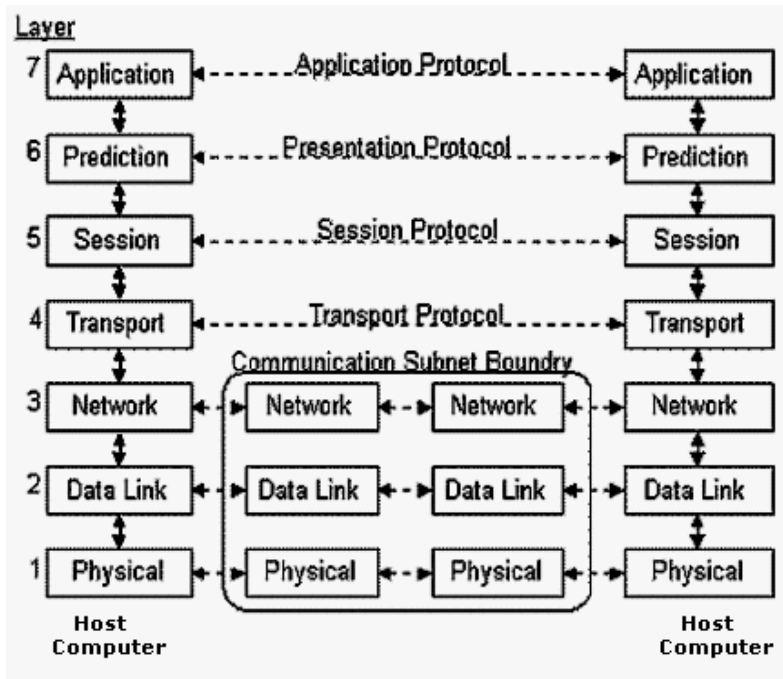 Layer
7 Application Application Protocol Application
6 Prediction Presentation Protocol Prediction
5 Session Session Protocol Session
4 Transport Transport Protocol Transport
Communication Subnet Boundry
3 Network Network Network Network
2 Data Link Data Link Data Link Data Link
1 Physical Physical Physical Physical
Host Host
Computer Computer